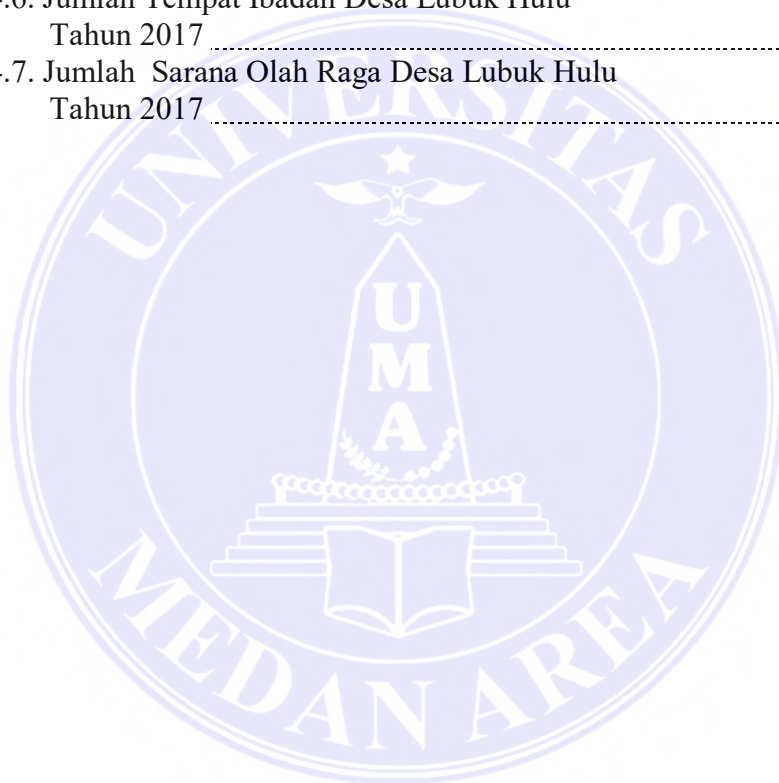 .6. Jumlah Tempat Ibadah Desa Lubuk Hulu
Tahun 2017
.7. Jumlah Sarana Olah Raga Desa Lubuk Hulu
Tahun 2017
UNIVERSITAS
UMA
MEDAN AREA